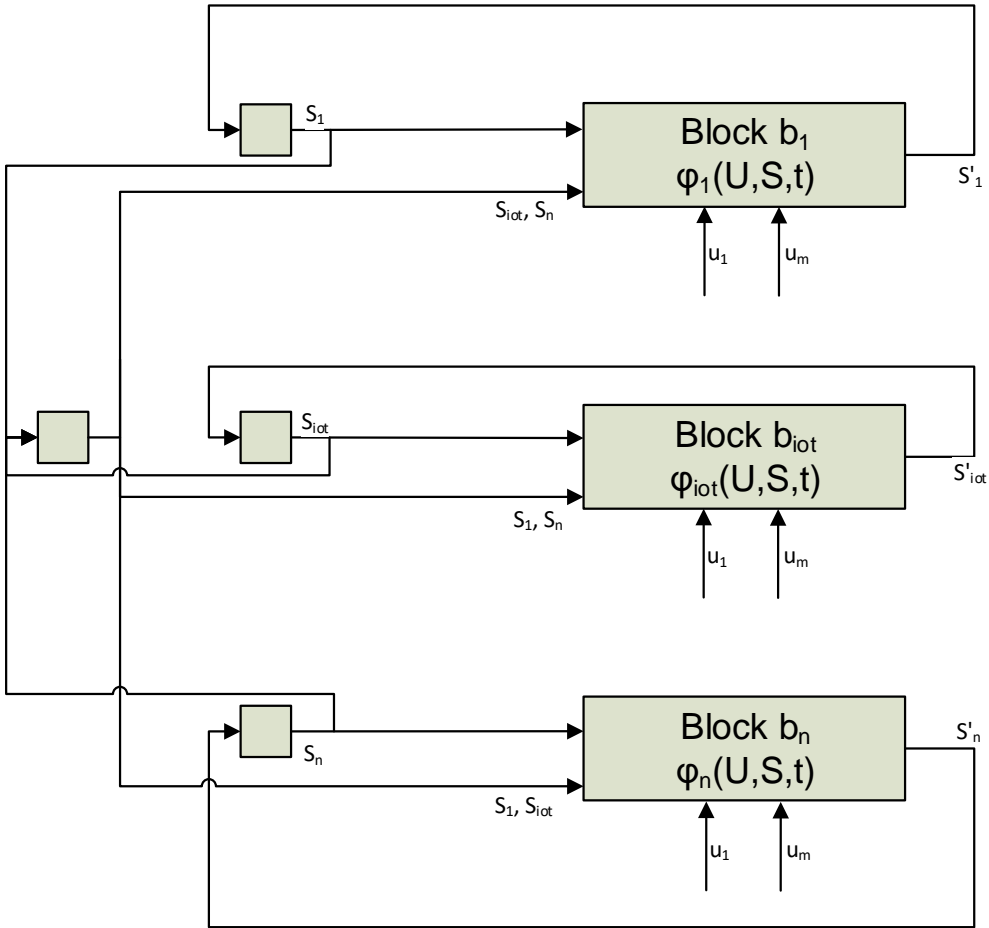 S₁
Block b₁
φ₁(U,S,t)
S'₁
Sᵢₒₜ, Sₙ
u₁
uₘ
Sᵢₒₜ
Block bᵢₒₜ
φᵢₒₜ(U,S,t)
S'ᵢₒₜ
S₁, Sₙ
u₁
uₘ
Block bₙ
φₙ(U,S,t)
S'ₙ
Sₙ
S₁, Sᵢₒₜ
u₁
uₘ